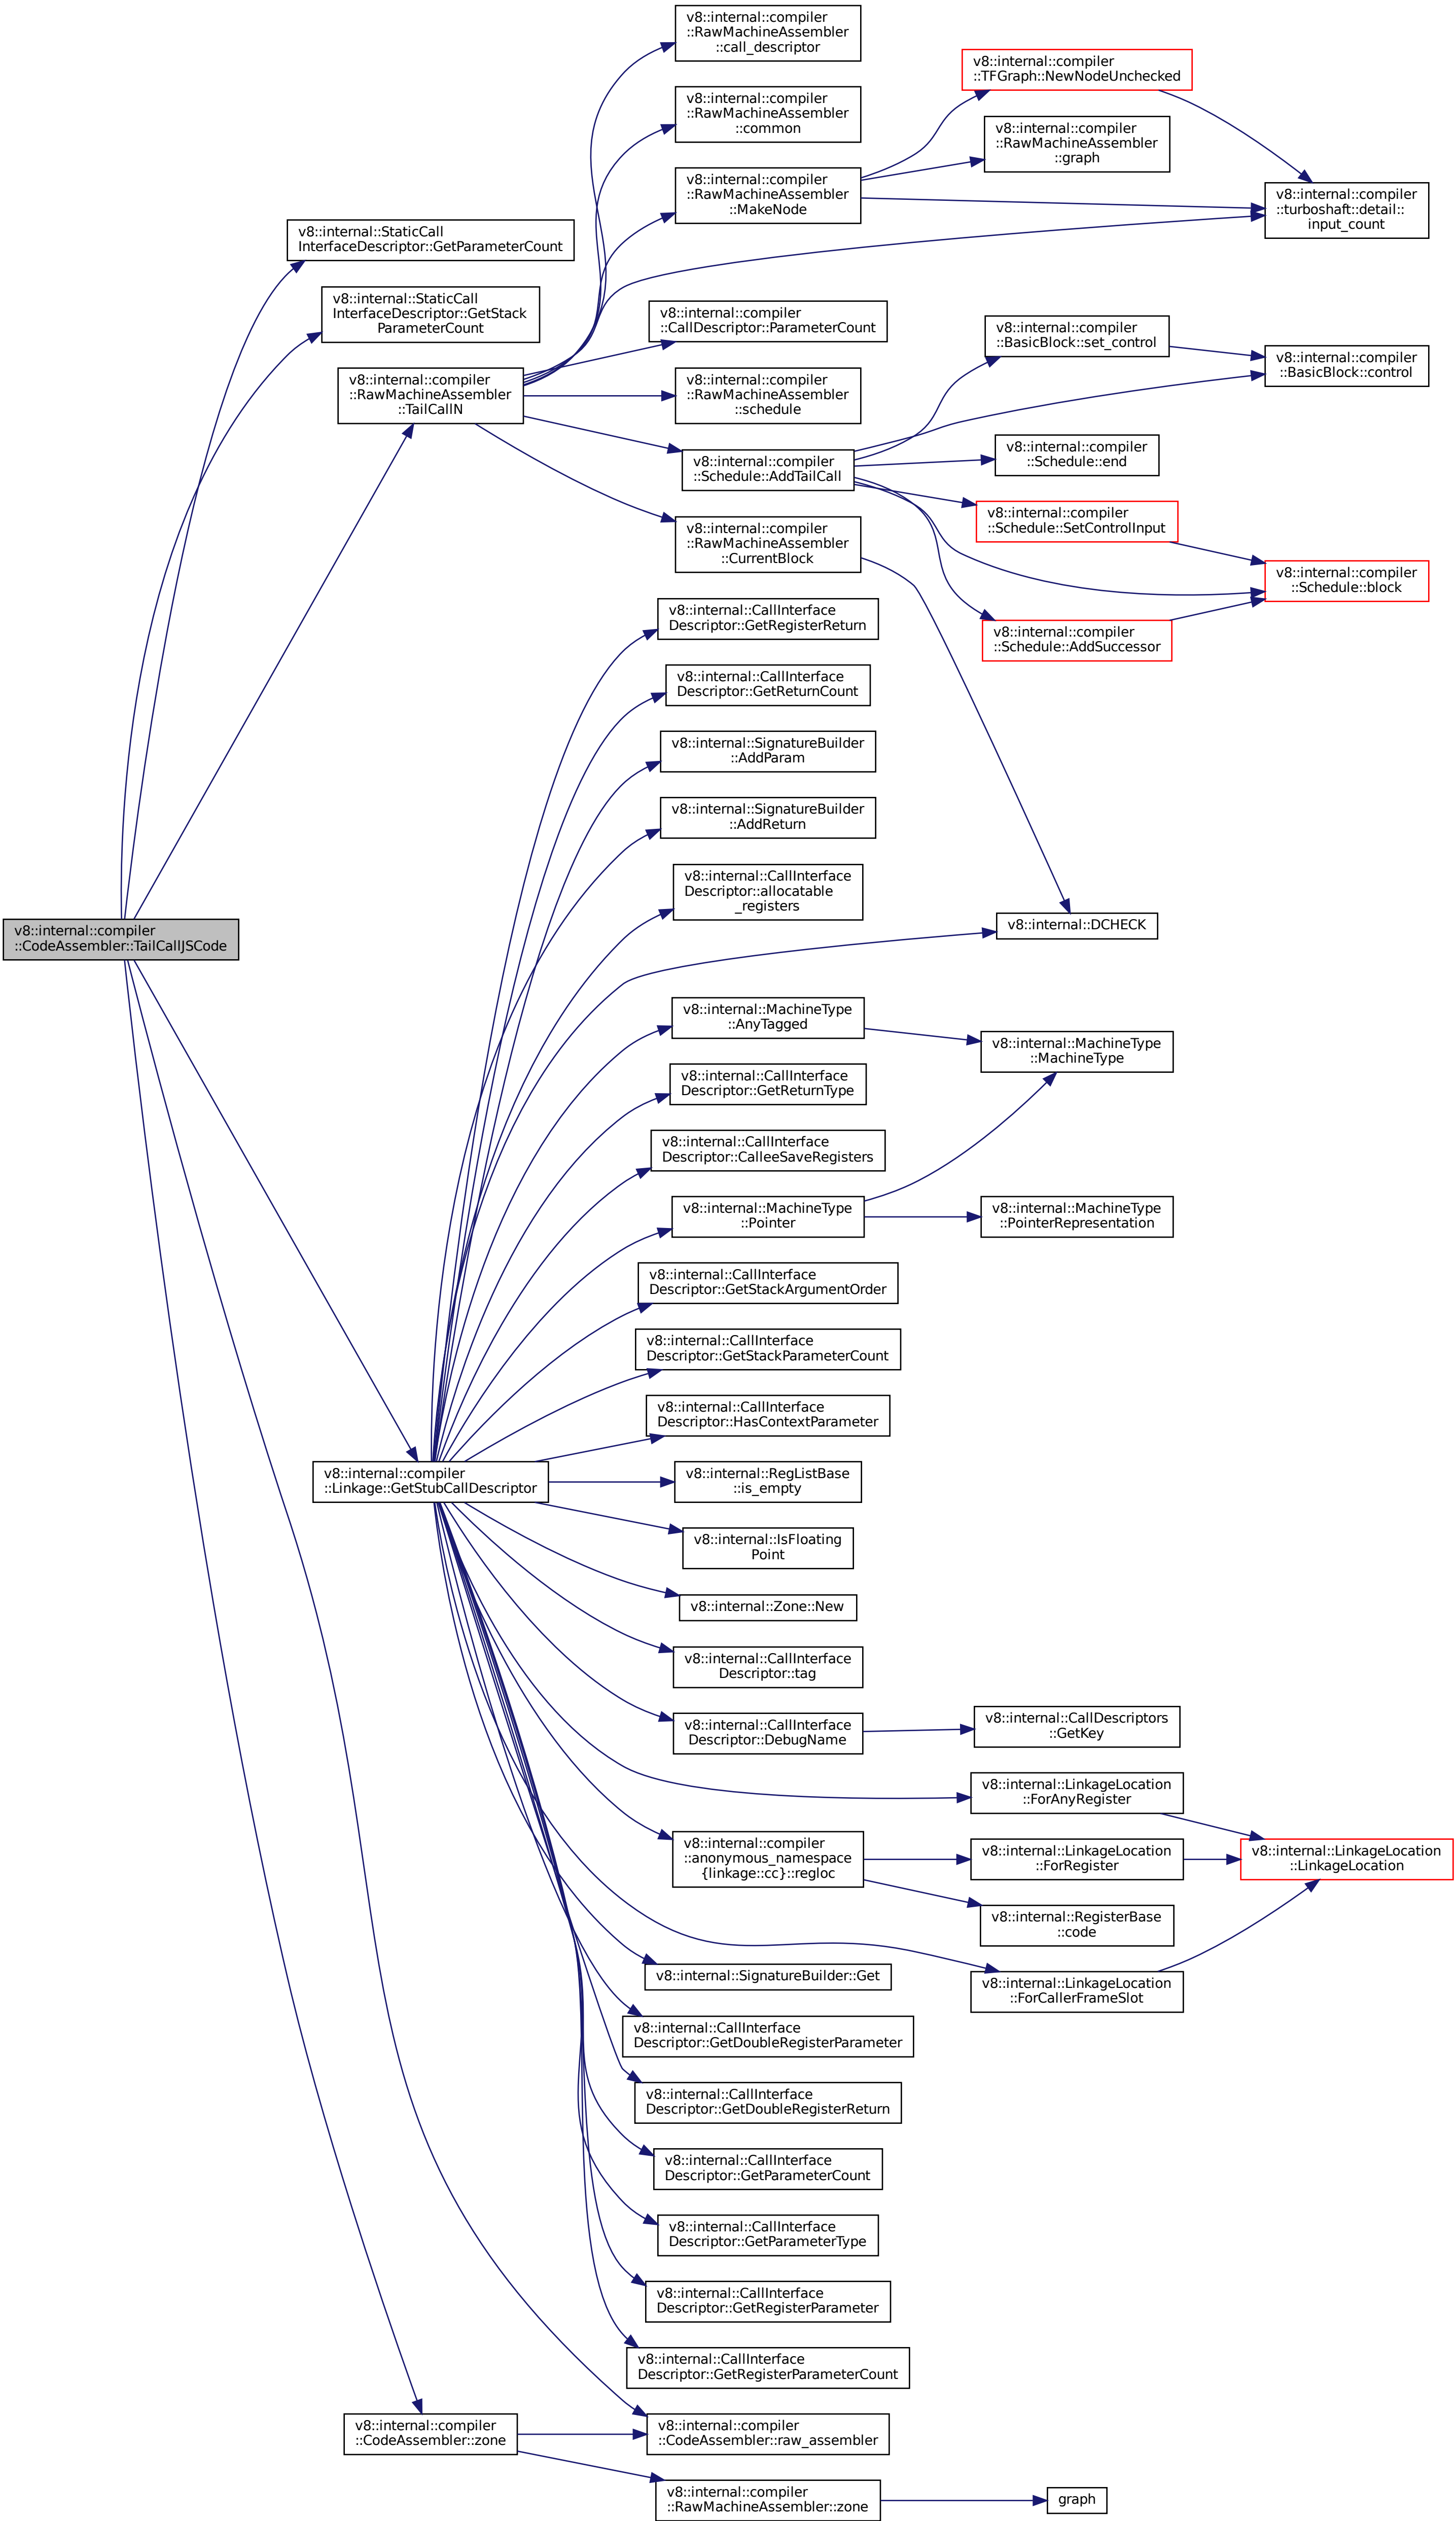 v8::internal::compiler
::RawMachineAssembler
::call_descriptor
v8::internal::compiler
::TFGraph::NewNodeUnchecked
v8::internal::compiler
::RawMachineAssembler
::common
v8::internal::compiler
::RawMachineAssembler
::graph
v8::internal::compiler
::RawMachineAssembler
::MakeNode
v8::internal::compiler
::turboshaft::detail::
input_count
v8::internal::StaticCall
InterfaceDescriptor::GetParameterCount
v8::internal::StaticCall
InterfaceDescriptor::GetStack
ParameterCount
v8::internal::compiler
::CallDescriptor::ParameterCount
v8::internal::compiler
::BasicBlock::set_control
v8::internal::compiler
::BasicBlock::control
v8::internal::compiler
::RawMachineAssembler
::TailCallN
v8::internal::compiler
::RawMachineAssembler
::schedule
v8::internal::compiler
::Schedule::end
v8::internal::compiler
::Schedule::AddTailCall
v8::internal::compiler
::Schedule::SetControlInput
v8::internal::compiler
::RawMachineAssembler
::CurrentBlock
v8::internal::compiler
::Schedule::block
v8::internal::CallInterface
Descriptor::GetRegisterReturn
v8::internal::compiler
::Schedule::AddSuccessor
v8::internal::CallInterface
Descriptor::GetReturnCount
v8::internal::SignatureBuilder
::AddParam
v8::internal::SignatureBuilder
::AddReturn
v8::internal::CallInterface
Descriptor::allocatable
_registers
v8::internal::DCHECK
v8::internal::compiler
::CodeAssembler::TailCallJSCode
v8::internal::MachineType
::AnyTagged
v8::internal::MachineType
::MachineType
v8::internal::CallInterface
Descriptor::GetReturnType
v8::internal::CallInterface
Descriptor::CalleeSaveRegisters
v8::internal::MachineType
::Pointer
v8::internal::MachineType
::PointerRepresentation
v8::internal::CallInterface
Descriptor::GetStackArgumentOrder
v8::internal::CallInterface
Descriptor::GetStackParameterCount
v8::internal::CallInterface
Descriptor::HasContextParameter
v8::internal::compiler
::Linkage::GetStubCallDescriptor
v8::internal::RegListBase
::is_empty
v8::internal::IsFloating
Point
v8::internal::Zone::New
v8::internal::CallInterface
Descriptor::tag
v8::internal::CallInterface
Descriptor::DebugName
v8::internal::CallDescriptors
::GetKey
v8::internal::LinkageLocation
::ForAnyRegister
v8::internal::compiler
::anonymous_namespace
{linkage::cc}::regloc
v8::internal::LinkageLocation
::ForRegister
v8::internal::LinkageLocation
::LinkageLocation
v8::internal::RegisterBase
::code
v8::internal::SignatureBuilder::Get
v8::internal::LinkageLocation
::ForCallerFrameSlot
v8::internal::CallInterface
Descriptor::GetDoubleRegisterParameter
v8::internal::CallInterface
Descriptor::GetDoubleRegisterReturn
v8::internal::CallInterface
Descriptor::GetParameterCount
v8::internal::CallInterface
Descriptor::GetParameterType
v8::internal::CallInterface
Descriptor::GetRegisterParameter
v8::internal::CallInterface
Descriptor::GetRegisterParameterCount
v8::internal::compiler
::CodeAssembler::zone
v8::internal::compiler
::CodeAssembler::raw_assembler
v8::internal::compiler
::RawMachineAssembler::zone
graph